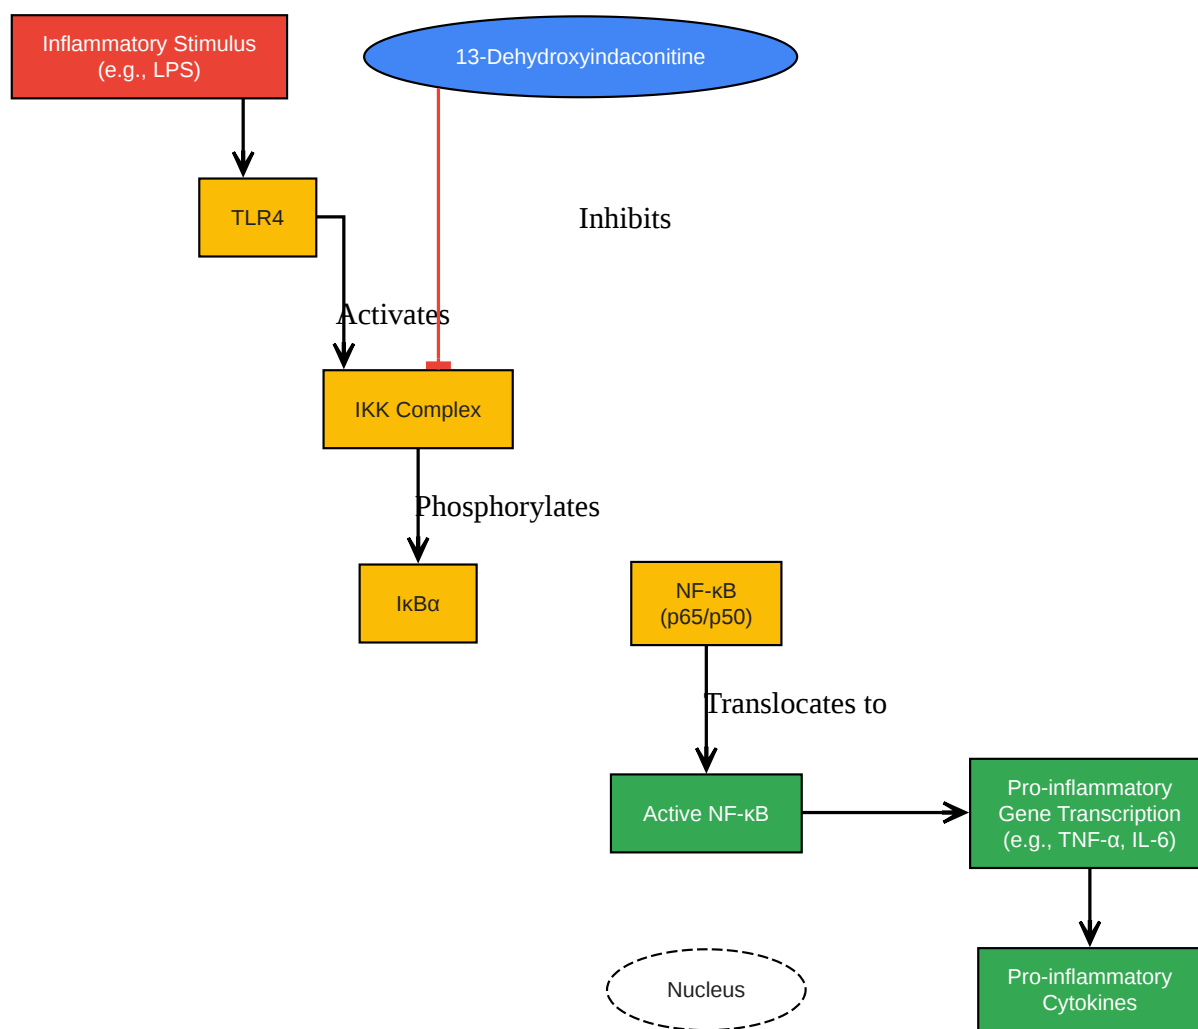 Inflammatory Stimulus
(e.g., LPS)
13-Dehydroxyindaconitine
TLR4
Inhibits
Activates
IKK Complex
Phosphorylates
IκBα
NF-κB
(p65/p50)
Translocates to
Active NF-κB
Pro-inflammatory
Gene Transcription
(e.g., TNF-α, IL-6)
Nucleus
Pro-inflammatory
Cytokines